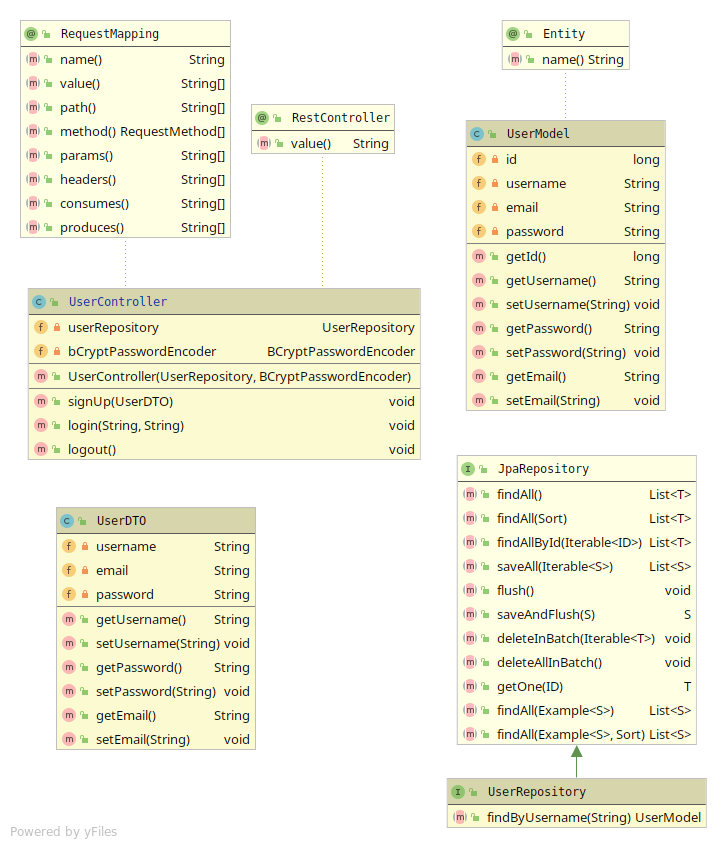 RequestMapping
name() String
value() String[]
path() String[]
method() RequestMethod[]
params() String[]
headers() String[]
consumes() String[]
produces() String[]
RestController
value() String
Entity
name() String
UserModel
id long
username String
email String
password String
getId() long
getUsername() String
setUsername(String) void
getPassword() String
setPassword(String) void
getEmail() String
setEmail(String) void
UserController
userRepository UserRepository
bCryptPasswordEncoder BCryptPasswordEncoder
UserController(UserRepository, BCryptPasswordEncoder)
signUp(UserDTO) void
login(String, String) void
logout() void
UserDTO
username String
email String
password String
getUsername() String
setUsername(String) void
getPassword() String
setPassword(String) void
getEmail() String
setEmail(String) void
JpaRepository
findAll() List<T>
findAll(Sort) List<T>
findAllById(Iterable<ID>) List<T>
saveAll(Iterable<S>) List<S>
flush() void
saveAndFlush(S) S
deleteInBatch(Iterable<T>) void
deleteAllInBatch() void
getOne(ID) T
findAll(Example<S>) List<S>
findAll(Example<S>, Sort) List<S>
UserRepository
findByUsername(String) UserModel
Powered by yFiles